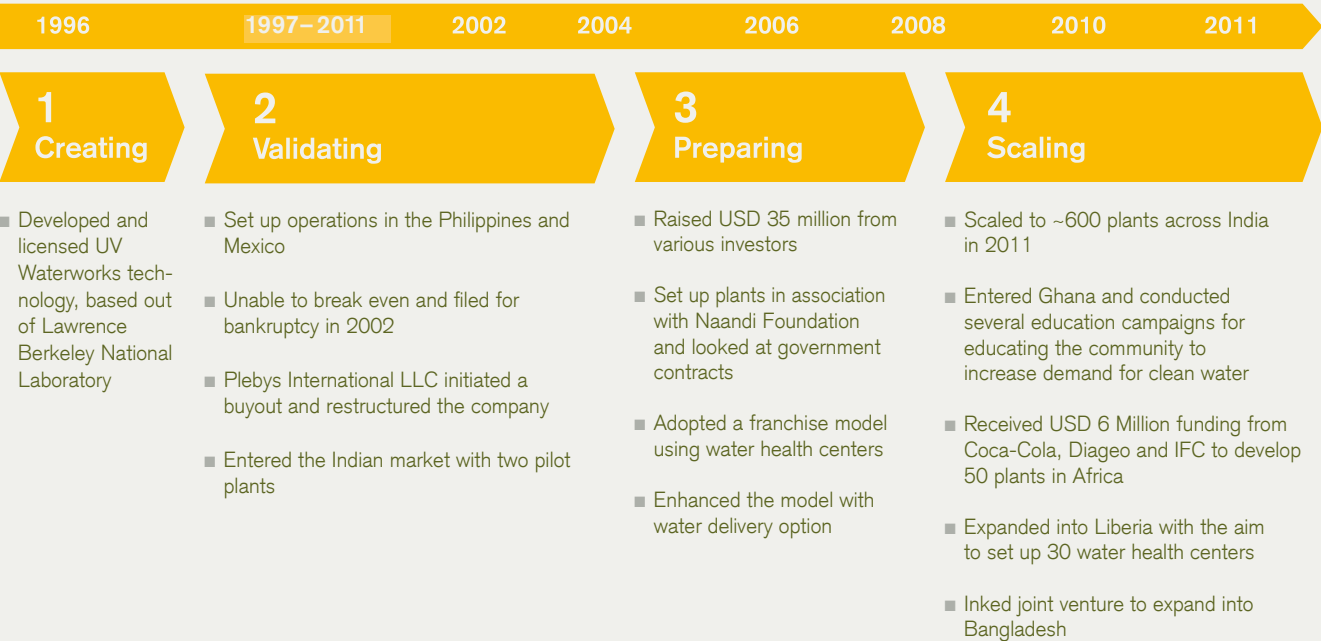 1996 1997–2011 2002 2004 2006 2008 2010 2011
1
Creating
Developed and
licensed UV
Waterworks tech-
nology, based out
of Lawrence
Berkeley National
Laboratory
2
Validating
Set up operations in the Philippines and
Mexico
Unable to break even and filed for
bankruptcy in 2002
Plebys International LLC initiated a
buyout and restructured the company
Entered the Indian market with two pilot
plants
3
Preparing
Raised USD 35 million from
various investors
Set up plants in association
with Naandi Foundation
and looked at government
contracts
Adopted a franchise model
using water health centers
Enhanced the model with
water delivery option
4
Scaling
Scaled to ~600 plants across India
in 2011
Entered Ghana and conducted
several education campaigns for
educating the community to
increase demand for clean water
Received USD 6 Million funding from
Coca-Cola, Diageo and IFC to develop
50 plants in Africa
Expanded into Liberia with the aim
to set up 30 water health centers
Inked joint venture to expand into
Bangladesh